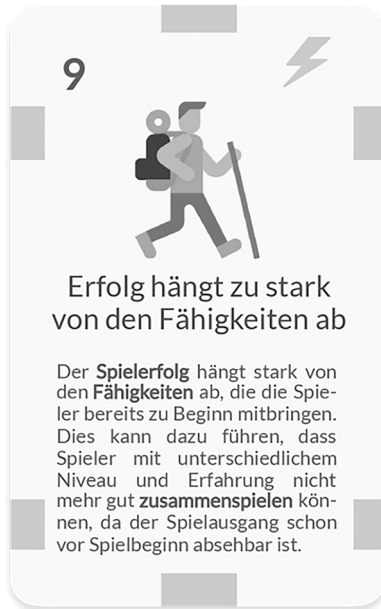 9
Erfolg hängt zu stark
von den Fähigkeiten ab
Der Spielerfolg hängt stark von
den Fähigkeiten ab, die die Spie-
ler bereits zu Beginn mitbringen.
Dies kann dazu führen, dass
Spieler mit unterschiedlichem
Niveau und Erfahrung nicht
mehr gut zusammenspielen kön-
nen, da der Spielausgang schon
vor Spielbeginn absehbar ist.